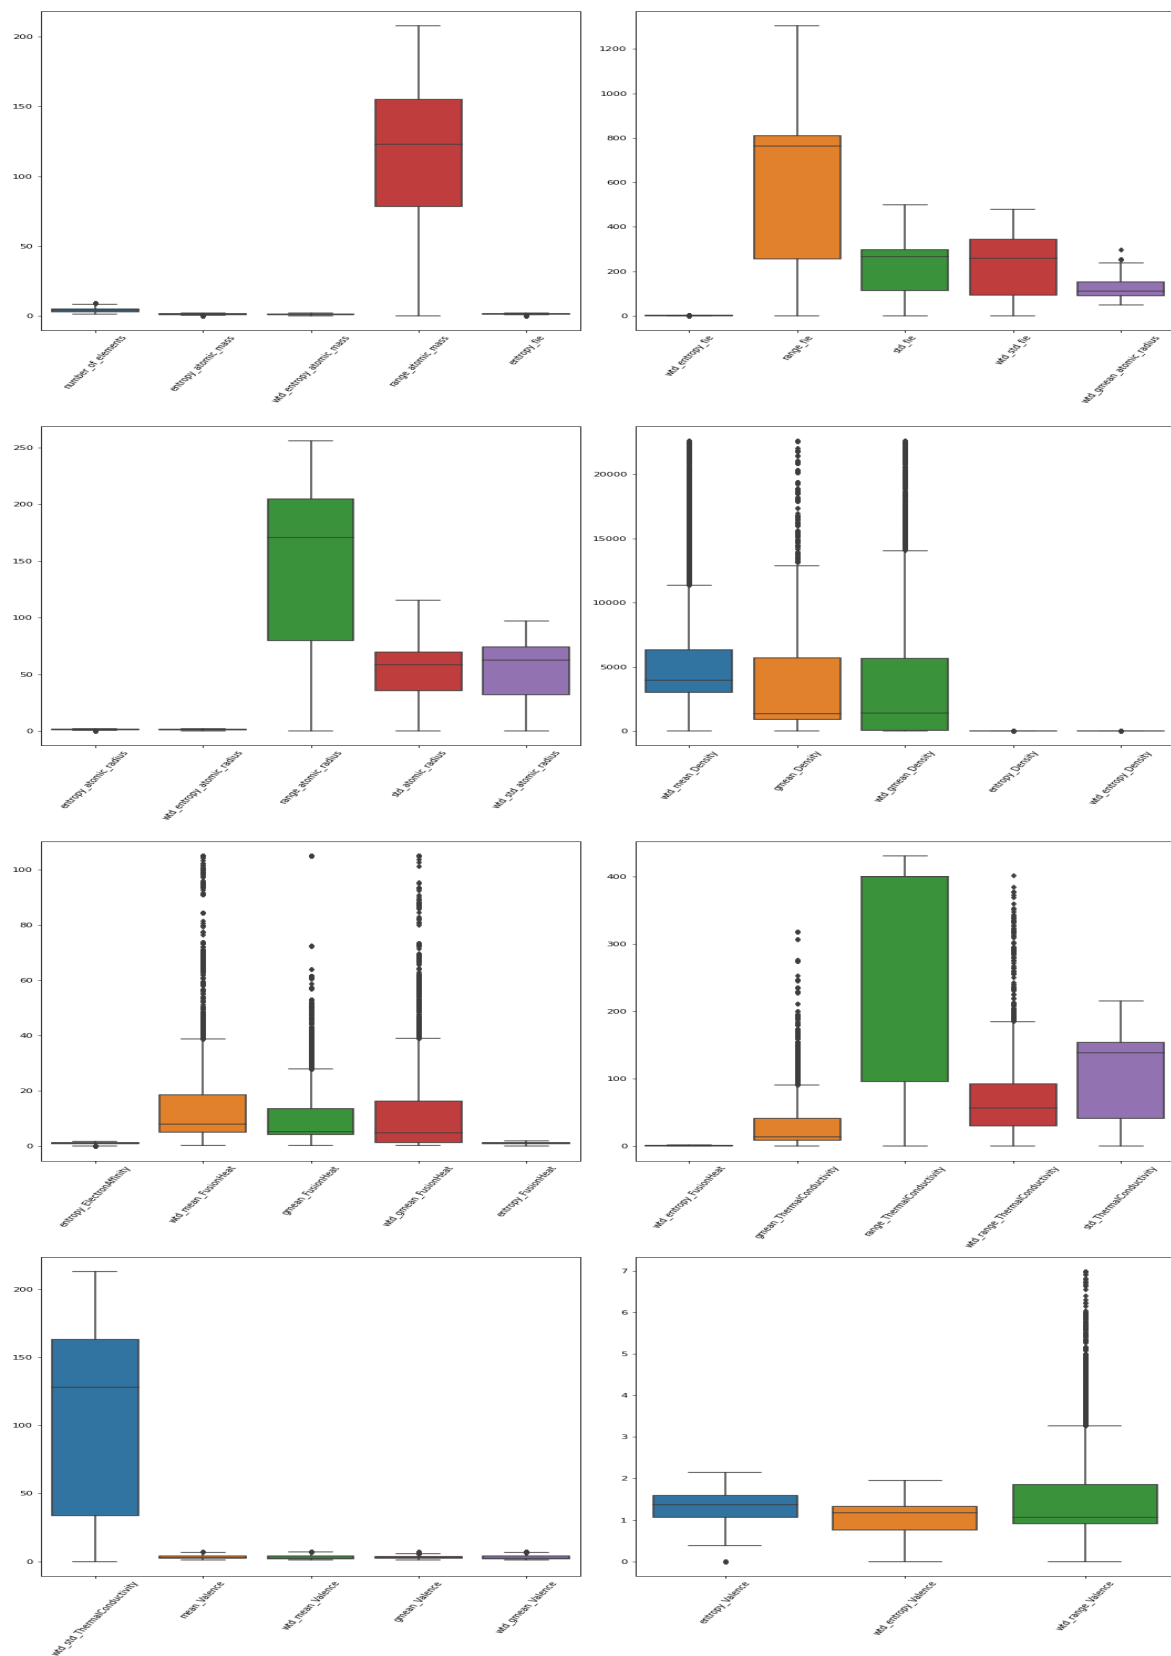 200
150
100
50
0
number_of_elements
entropy_atomic_mass
wtd_entropy_atomic_mass
range_atomic_mass
entropy_fie
1200
1000
800
600
400
200
0
wtd_entropy_fie
range_fie
std_fie
wtd_std_fie
wtd_gmean_atomic_radius
250
200
150
100
50
0
entropy_atomic_radius
wtd_entropy_atomic_radius
range_atomic_radius
std_atomic_radius
wtd_std_atomic_radius
20000
15000
10000
5000
0
wtd_mean_Density
gmean_Density
wtd_gmean_Density
entropy_Density
wtd_entropy_Density
100
80
60
40
20
0
entropy_ElectronAffinity
wtd_mean_FusionHeat
gmean_FusionHeat
wtd_gmean_FusionHeat
entropy_FusionHeat
400
300
200
100
0
wtd_entropy_FusionHeat
gmean_ThermalConductivity
range_ThermalConductivity
wtd_range_ThermalConductivity
std_ThermalConductivity
200
150
100
50
0
wtd_std_ThermalConductivity
mean_Valence
wtd_mean_Valence
gmean_Valence
wtd_gmean_Valence
7
6
5
4
3
2
1
0
entropy_Valence
wtd_entropy_Valence
wtd_range_Valence